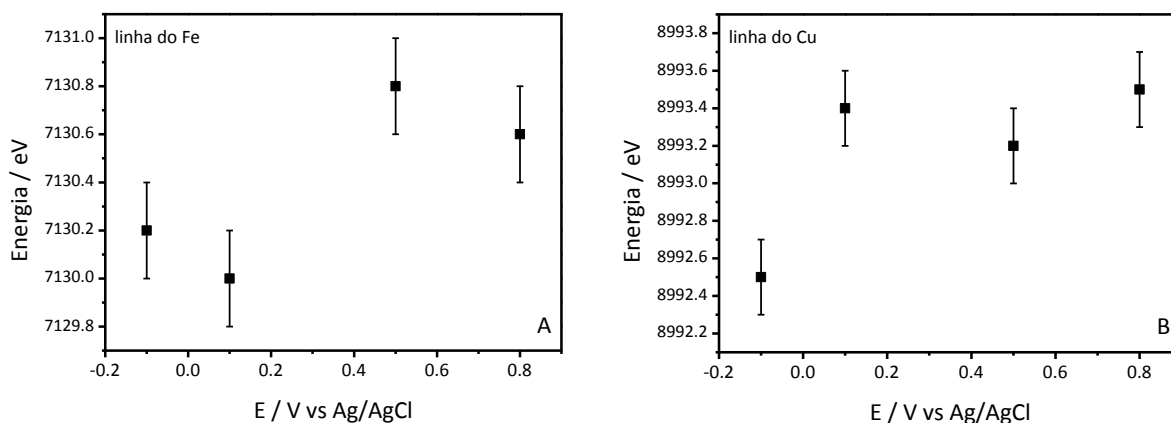 linha do Fe
7131.0
7130.8
7130.6
7130.4
7130.2
7130.0
7129.8
Energia / eV
A
-0.2 0.0 0.2 0.4 0.6 0.8
E / V vs Ag/AgCl
linha do Cu
8993.8
8993.6
8993.4
8993.2
8993.0
8992.8
8992.6
8992.4
8992.2
Energia / eV
B
-0.2 0.0 0.2 0.4 0.6 0.8
E / V vs Ag/AgCl